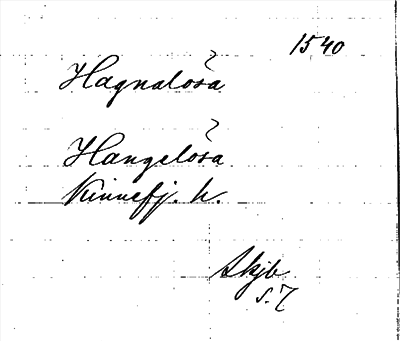 1540
Hagnalösa
Hangelösa
Kinnefj. h.
Skjb
s. 7